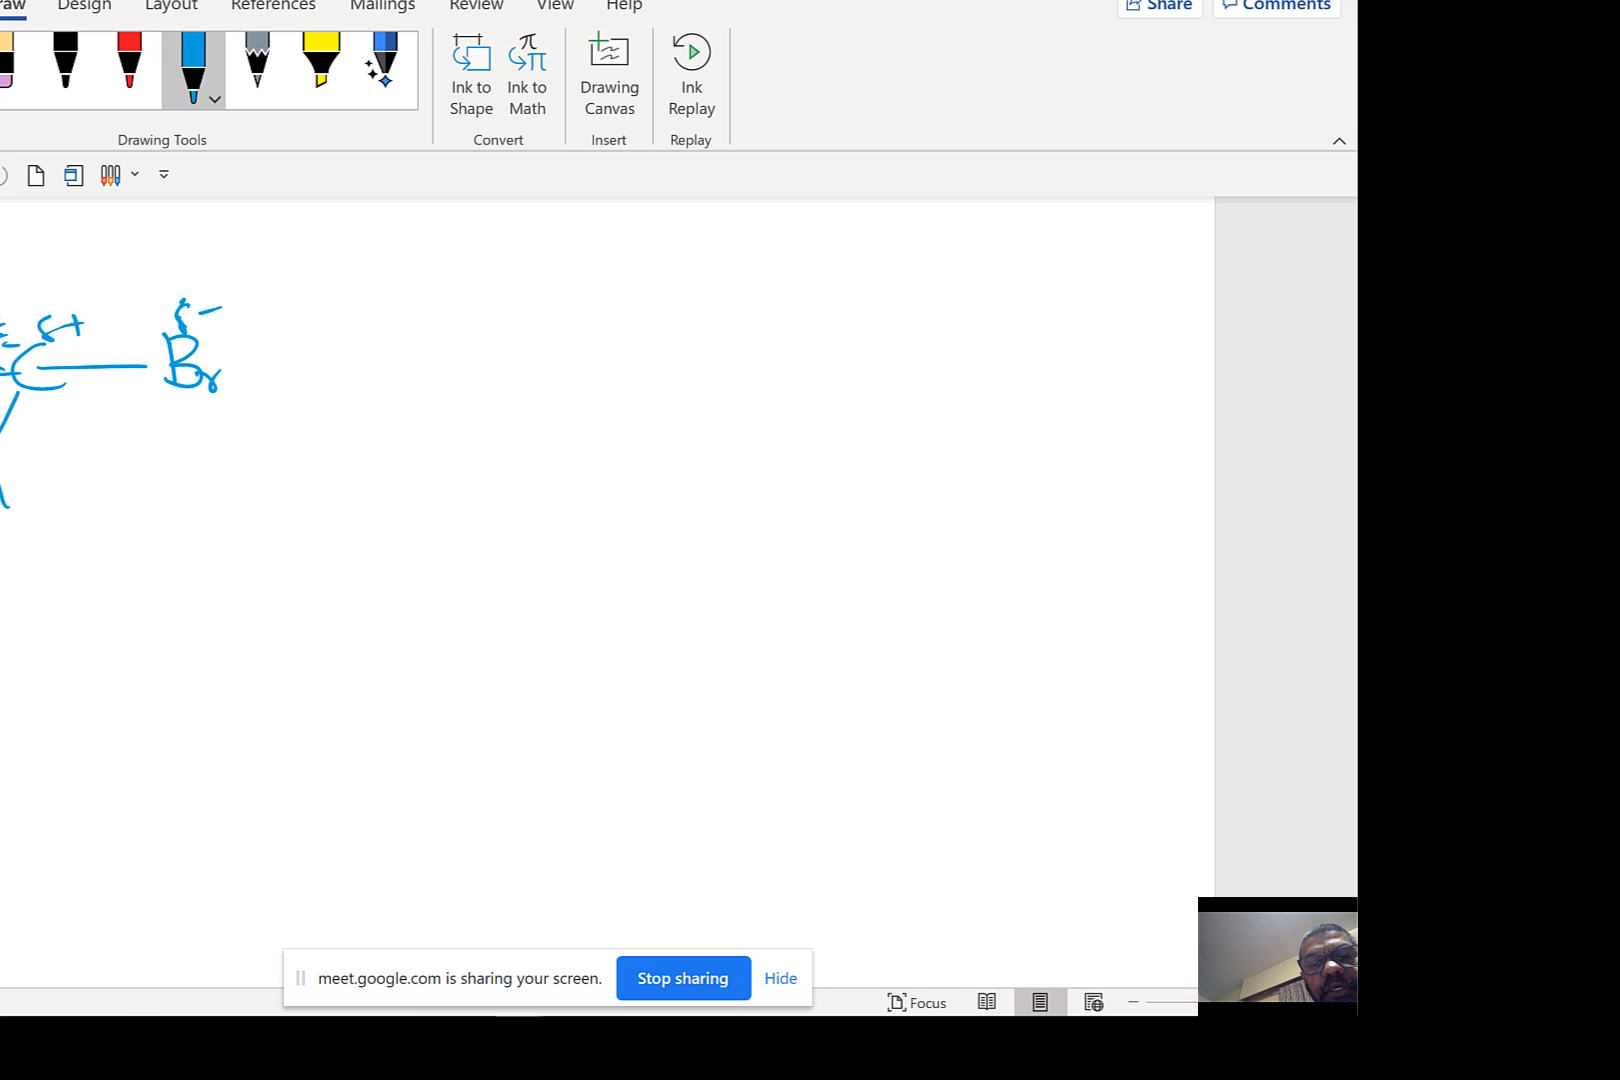 aw Design Layout References Mailings Review View Help Share Comments
Ink to Shape Ink to Math Drawing Canvas Ink Replay
Drawing Tools Convert Insert Replay
δ+ δ−
C — Br
meet.google.com is sharing your screen. Stop sharing Hide
Focus